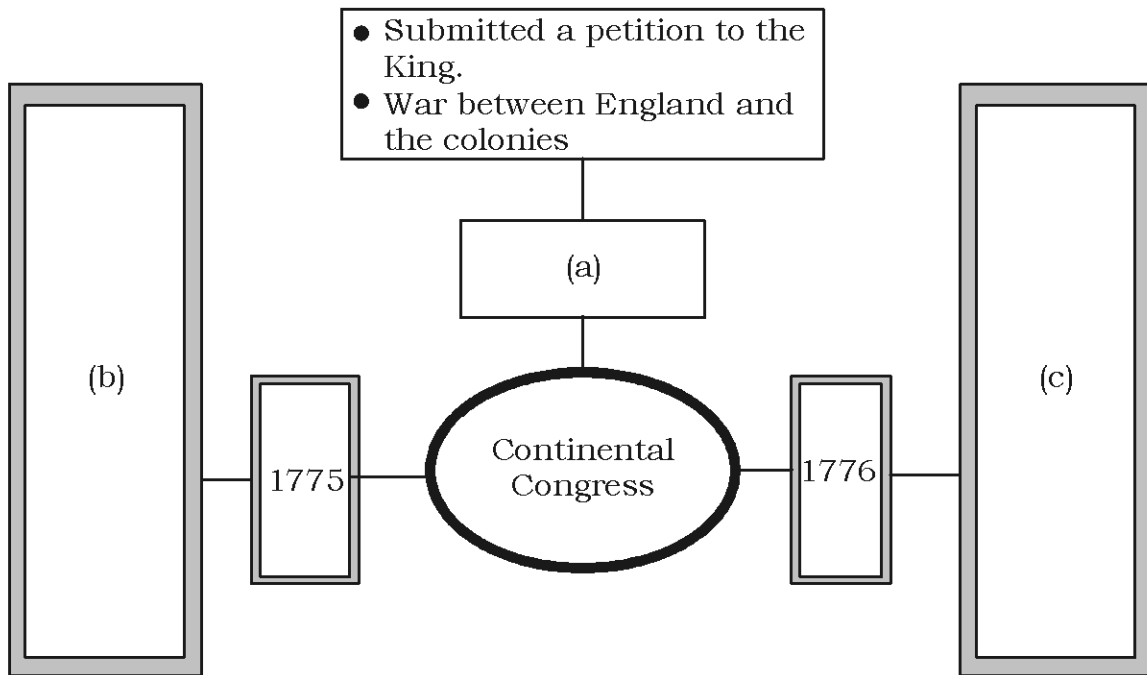 ● Submitted a petition to the
King.
● War between England and
the colonies
(a)
(b)
(c)
1775
Continental
Congress
1776